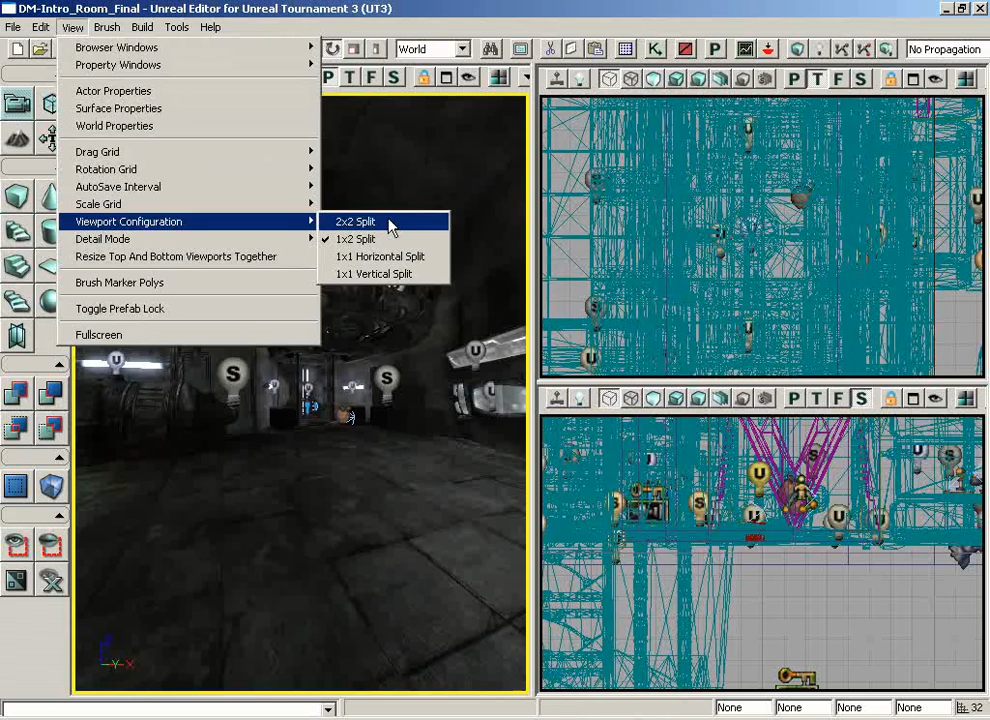 DM-Intro_Room_Final - Unreal Editor for Unreal Tournament 3 (UT3)
File Edit View Brush Build Tools Help
World
P
No Propagation
P T F S
P T F S
Browser Windows
Property Windows
Actor Properties
Surface Properties
World Properties
Drag Grid
Rotation Grid
AutoSave Interval
Scale Grid
Viewport Configuration
Detail Mode
Resize Top And Bottom Viewports Together
Brush Marker Polys
Toggle Prefab Lock
Fullscreen
2x2 Split
1x2 Split
1x1 Horizontal Split
1x1 Vertical Split
P T F S
None None None None 32